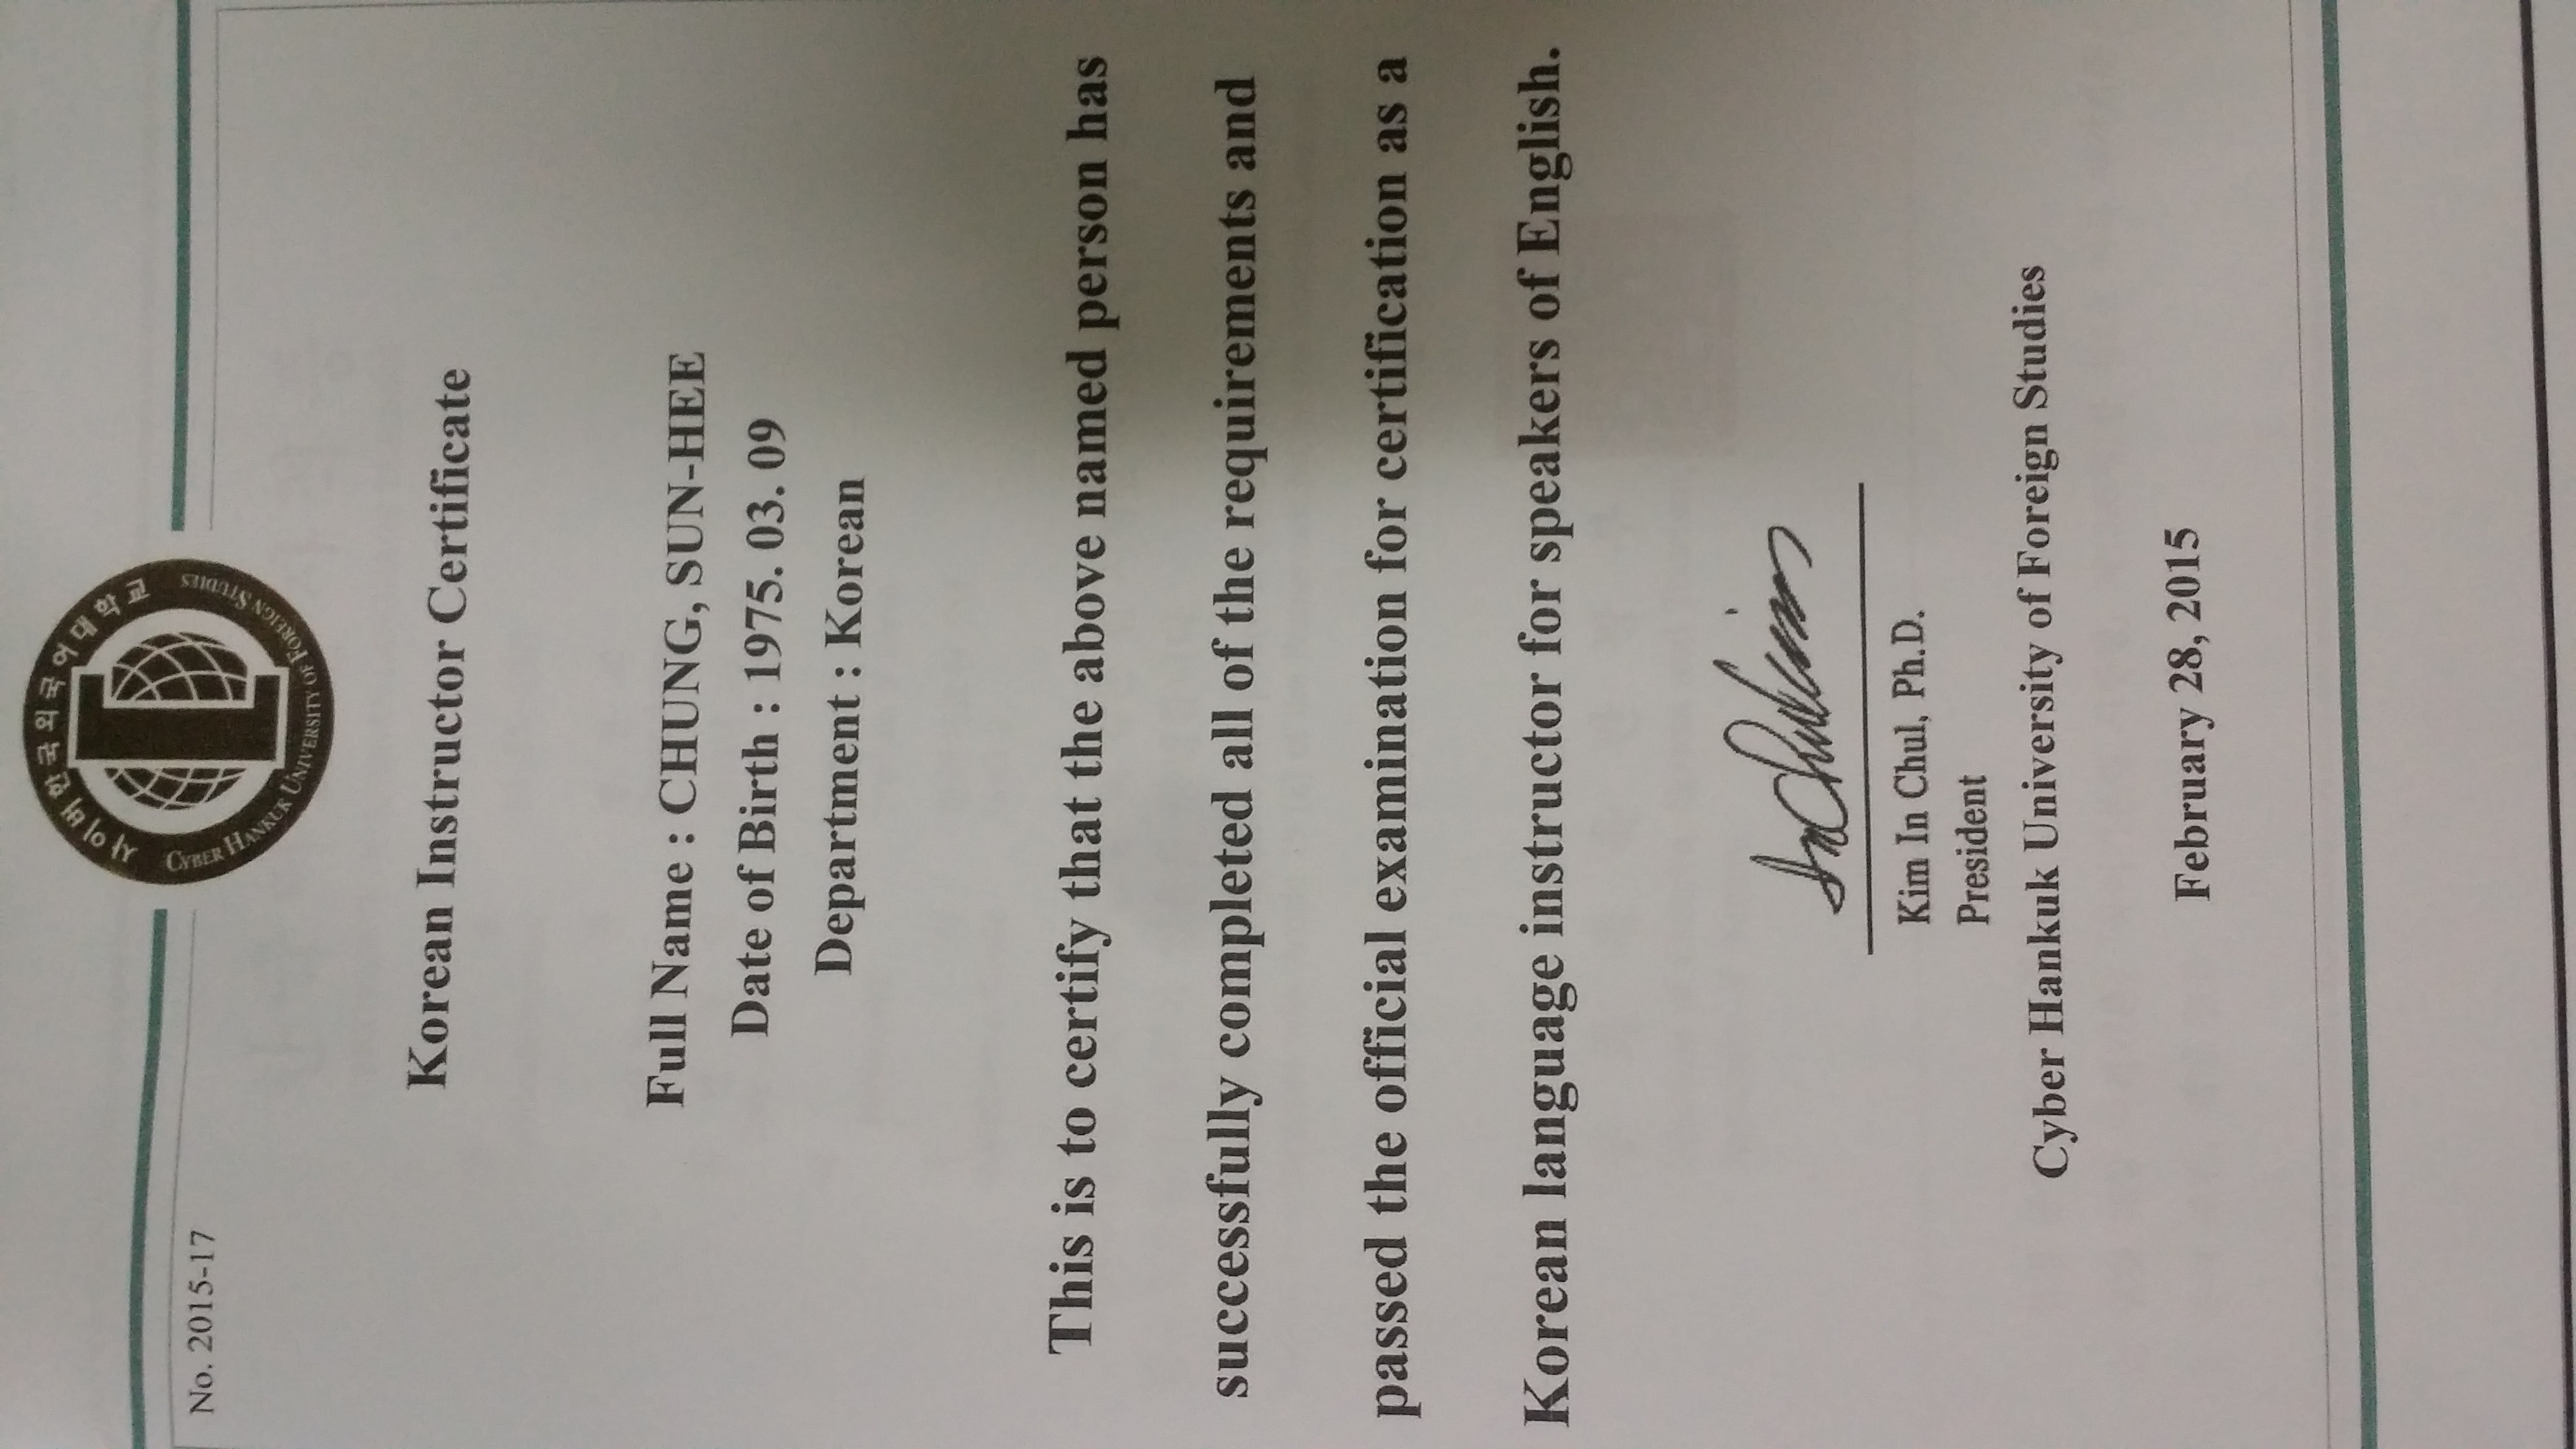 No. 2015-17
사이버한국외국어대학교
CYBER HANKUK UNIVERSITY OF FOREIGN STUDIES
Korean Instructor Certificate
Full Name : CHUNG, SUN-HEE
Date of Birth : 1975. 03. 09
Department : Korean
This is to certify that the above named person has
successfully completed all of the requirements and
passed the official examination for certification as a
Korean language instructor for speakers of English.
Kim In Chul, Ph.D.
President
Cyber Hankuk University of Foreign Studies
February 28, 2015